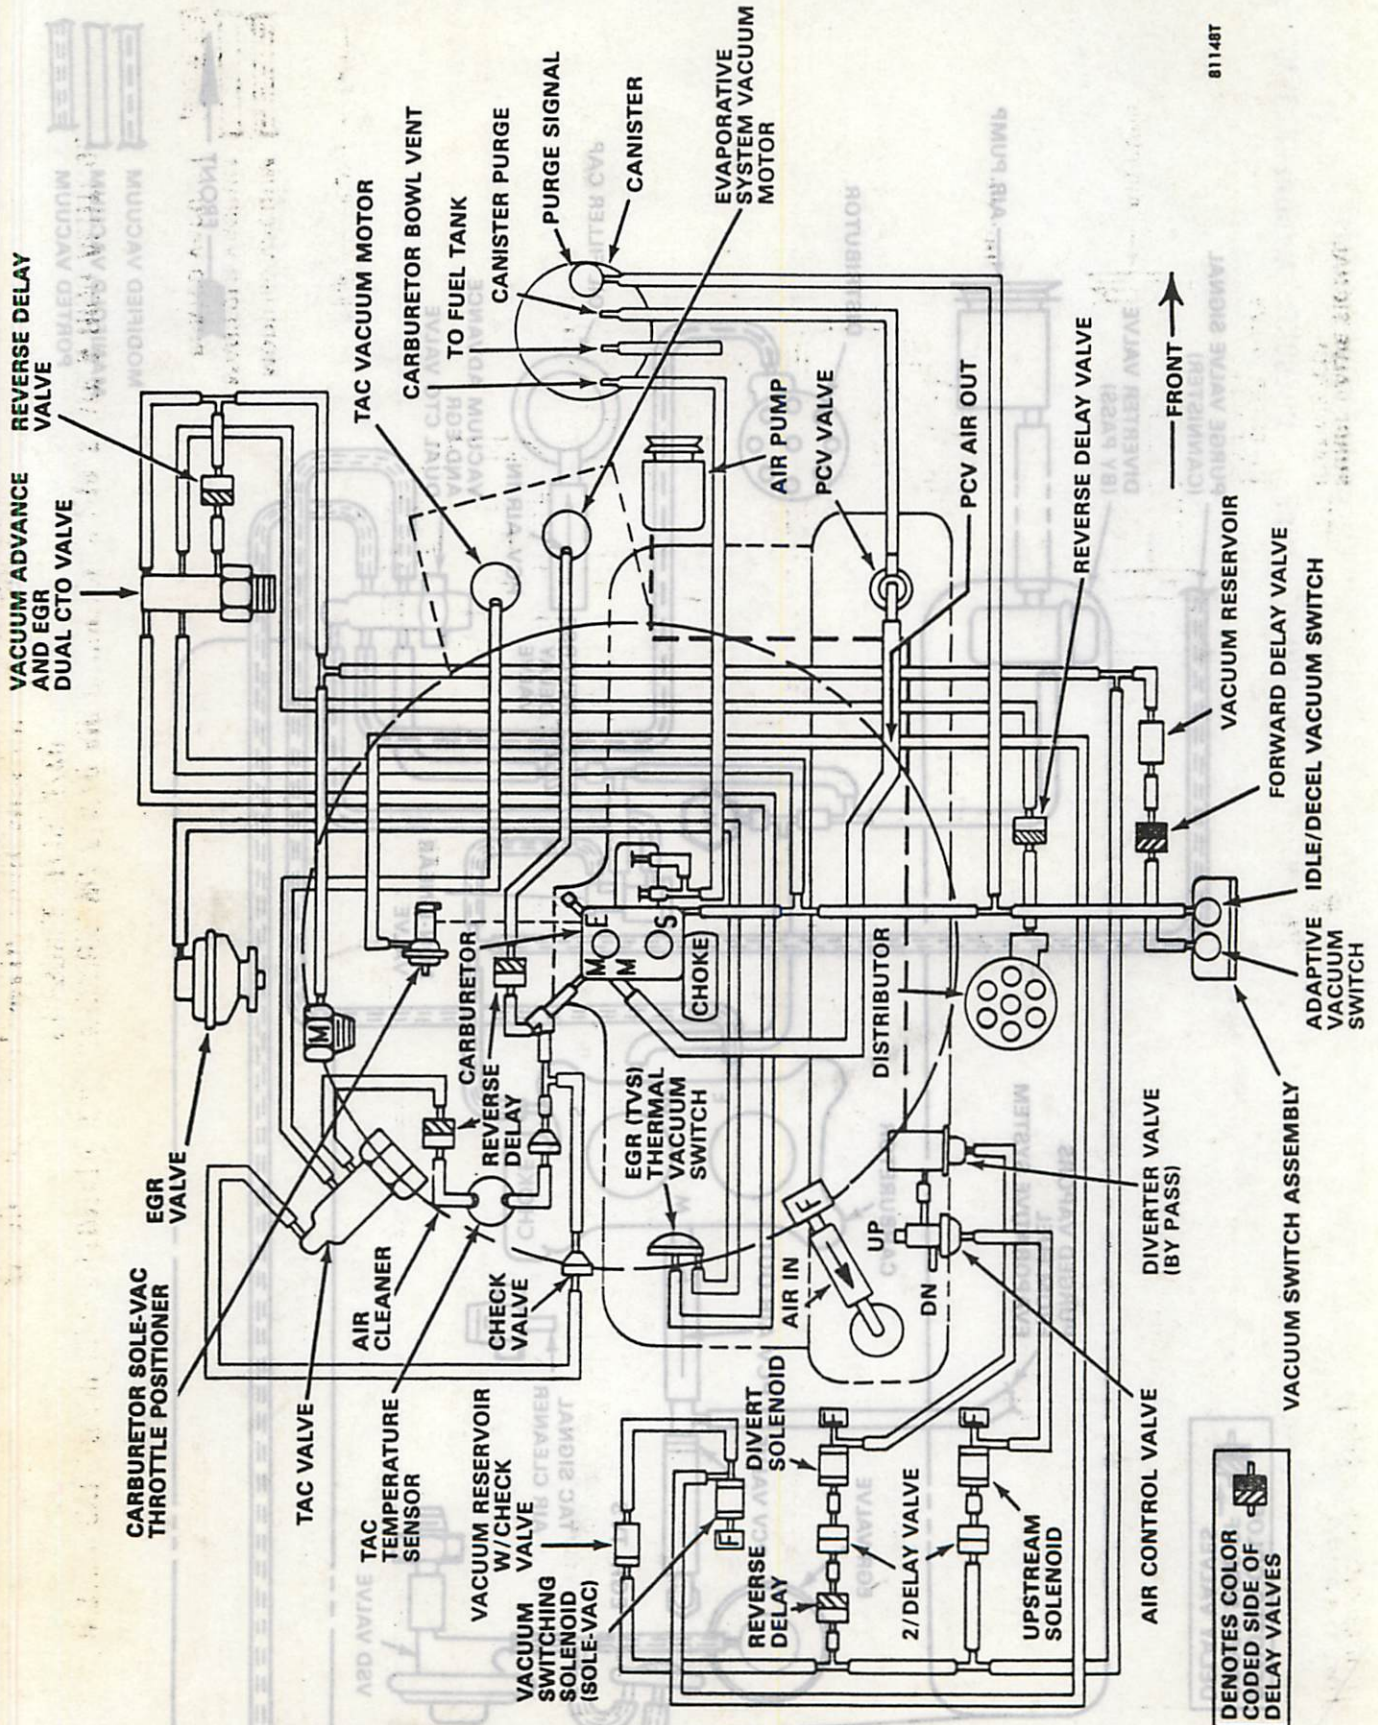 REVERSE DELAY
VALVE
VACUUM ADVANCE
AND EGR
DUAL CTO VALVE
TAC VACUUM MOTOR
CARBURETOR BOWL VENT
TO FUEL TANK
CANISTER PURGE
PURGE SIGNAL
CANISTER
EVAPORATIVE
SYSTEM VACUUM
MOTOR
81148T
AIR PUMP
PCV VALVE
PCV AIR OUT
REVERSE DELAY VALVE
FRONT
VACUUM RESERVOIR
FORWARD DELAY VALVE
IDLE/DECEL VACUUM SWITCH
ADAPTIVE
VACUUM
SWITCH
VACUUM SWITCH ASSEMBLY
EGR
VALVE
CARBURETOR SOLE-VAC
THROTTLE POSITIONER
TAC VALVE
AIR
CLEANER
TAC
TEMPERATURE
SENSOR
CARBURETOR
REVERSE
DELAY
CHECK
VALVE
EGR (TVS)
THERMAL
VACUUM
SWITCH
M
F
S
M
M
CHOKE
DISTRIBUTOR
F
AIR IN
UP
DN
DIVERTER VALVE
(BY PASS)
AIR CONTROL VALVE
VACUUM RESERVOIR
W/CHECK
VALVE
VACUUM
SWITCHING
SOLENOID
(SOLE-VAC)
F
DIVERT
SOLENOID
F
REVERSE
DELAY
2/DELAY VALVE
F
UPSTREAM
SOLENOID
DENOTES COLOR
CODED SIDE OF
DELAY VALVES